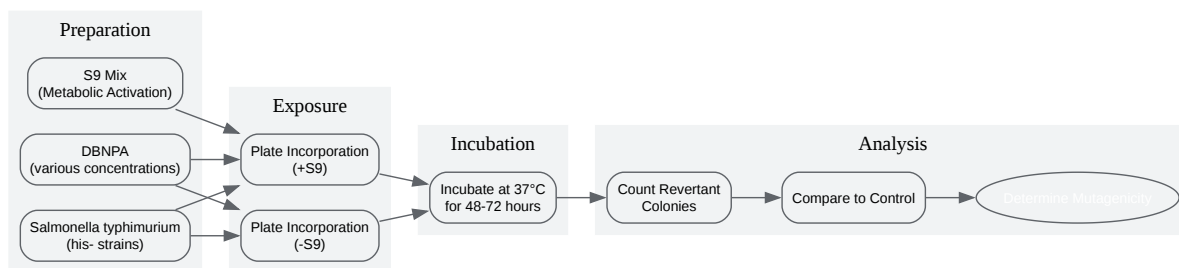 Preparation
S9 Mix
(Metabolic Activation)
DBNPA
(various concentrations)
Salmonella typhimurium
(his- strains)
Exposure
Plate Incorporation
(+S9)
Plate Incorporation
(-S9)
Incubation
Incubate at 37°C
for 48-72 hours
Analysis
Count Revertant
Colonies
Compare to Control
Determine Mutagenicity